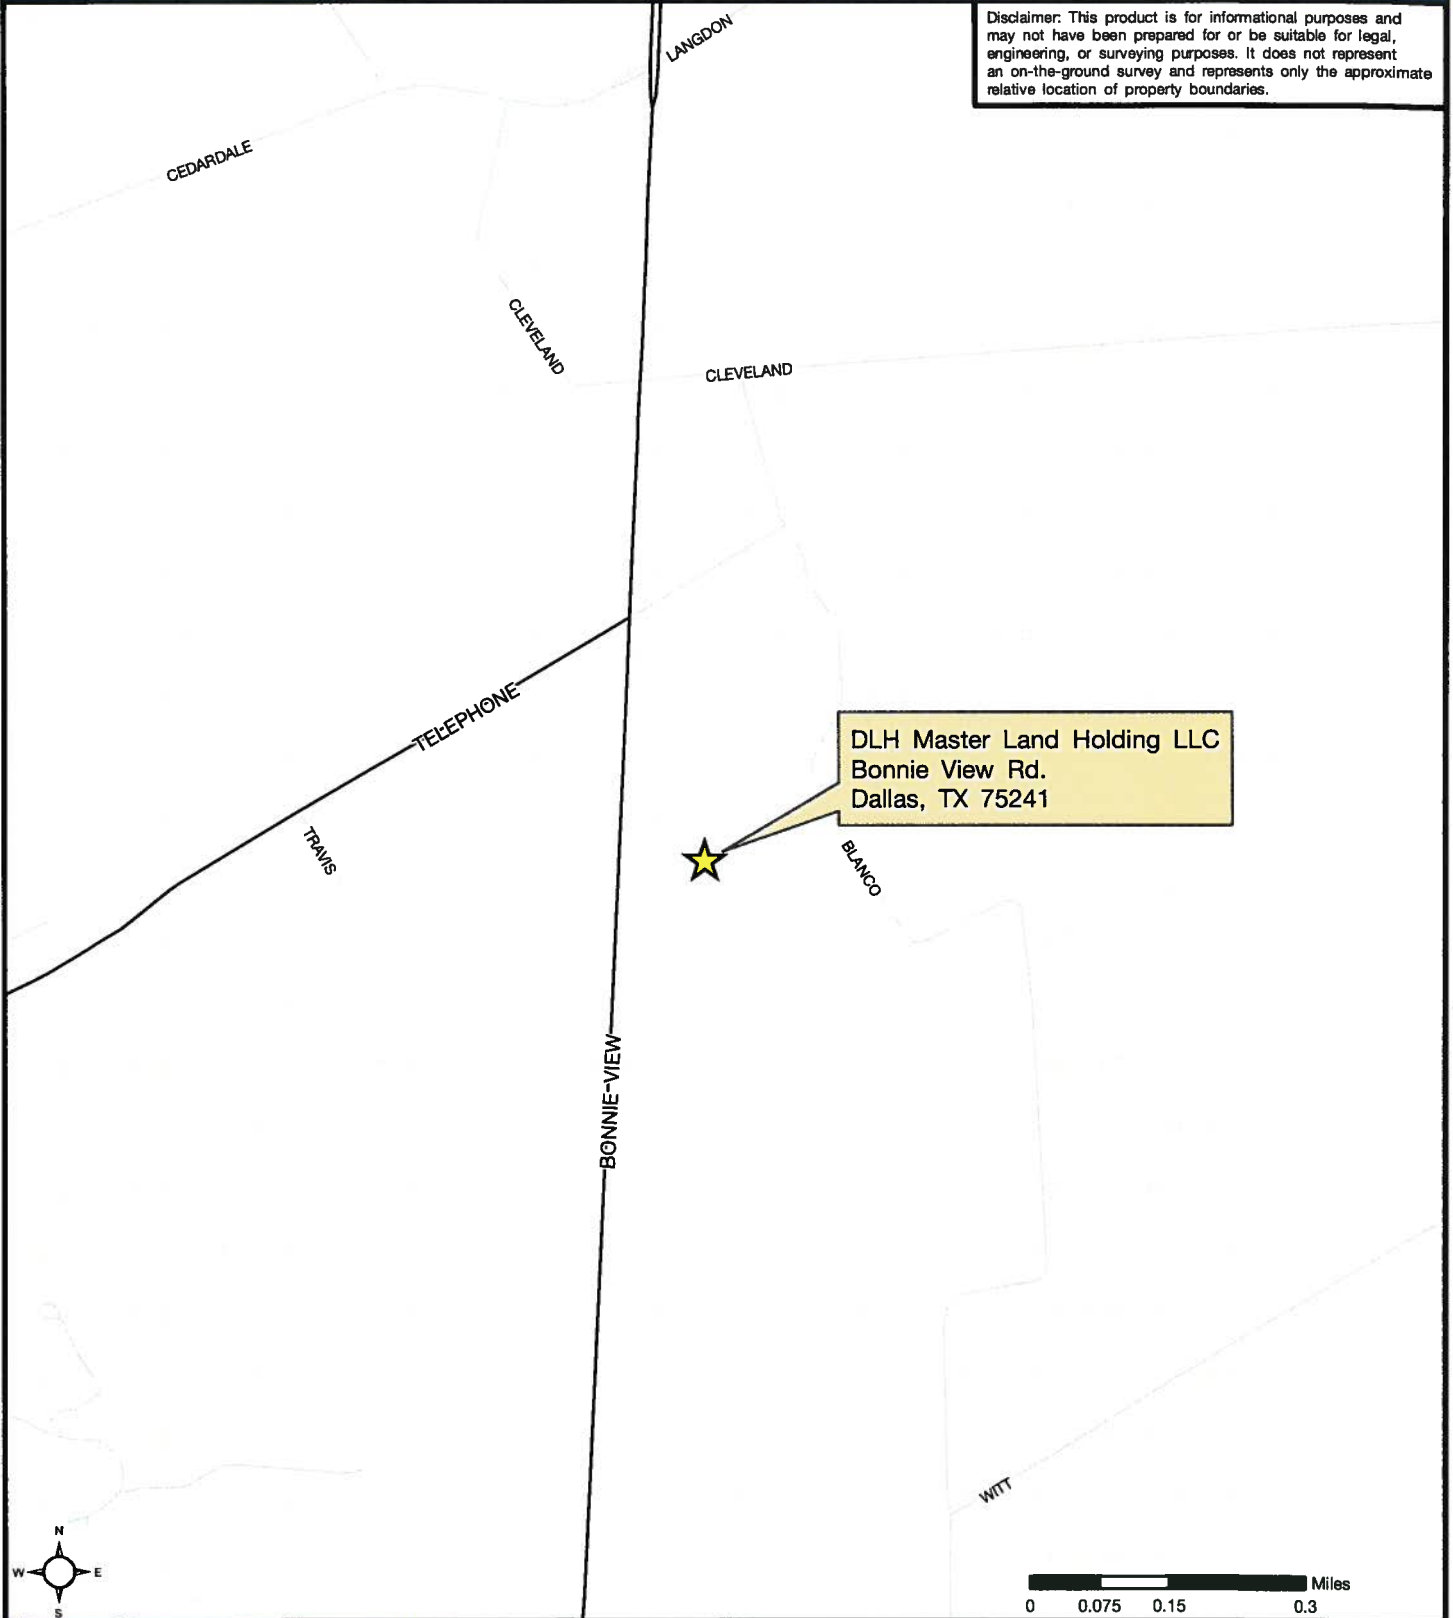 Disclaimer: This product is for informational purposes and
may not have been prepared for or be suitable for legal,
engineering, or surveying purposes. It does not represent
an on-the-ground survey and represents only the approximate
relative location of property boundaries.
LANGDON
CEDARDALE
CLEVELAND
CLEVELAND
TELEPHONE
DLH Master Land Holding LLC
Bonnie View Rd.
Dallas, TX 75241
TRAVIS
BLANCO
BONNIE-VIEW
WITT
N
W E
S
Miles
0 0.075 0.15 0.3